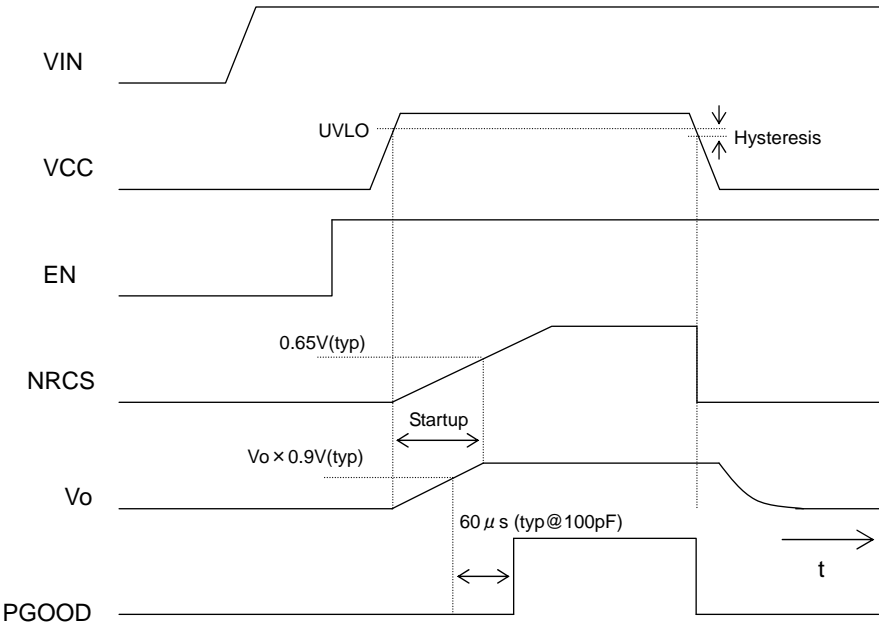 VIN
UVLO
Hysteresis
VCC
EN
0.65V(typ)
NRCS
Startup
Vo×0.9V(typ)
Vo
60μs (typ@100pF)
t
PGOOD